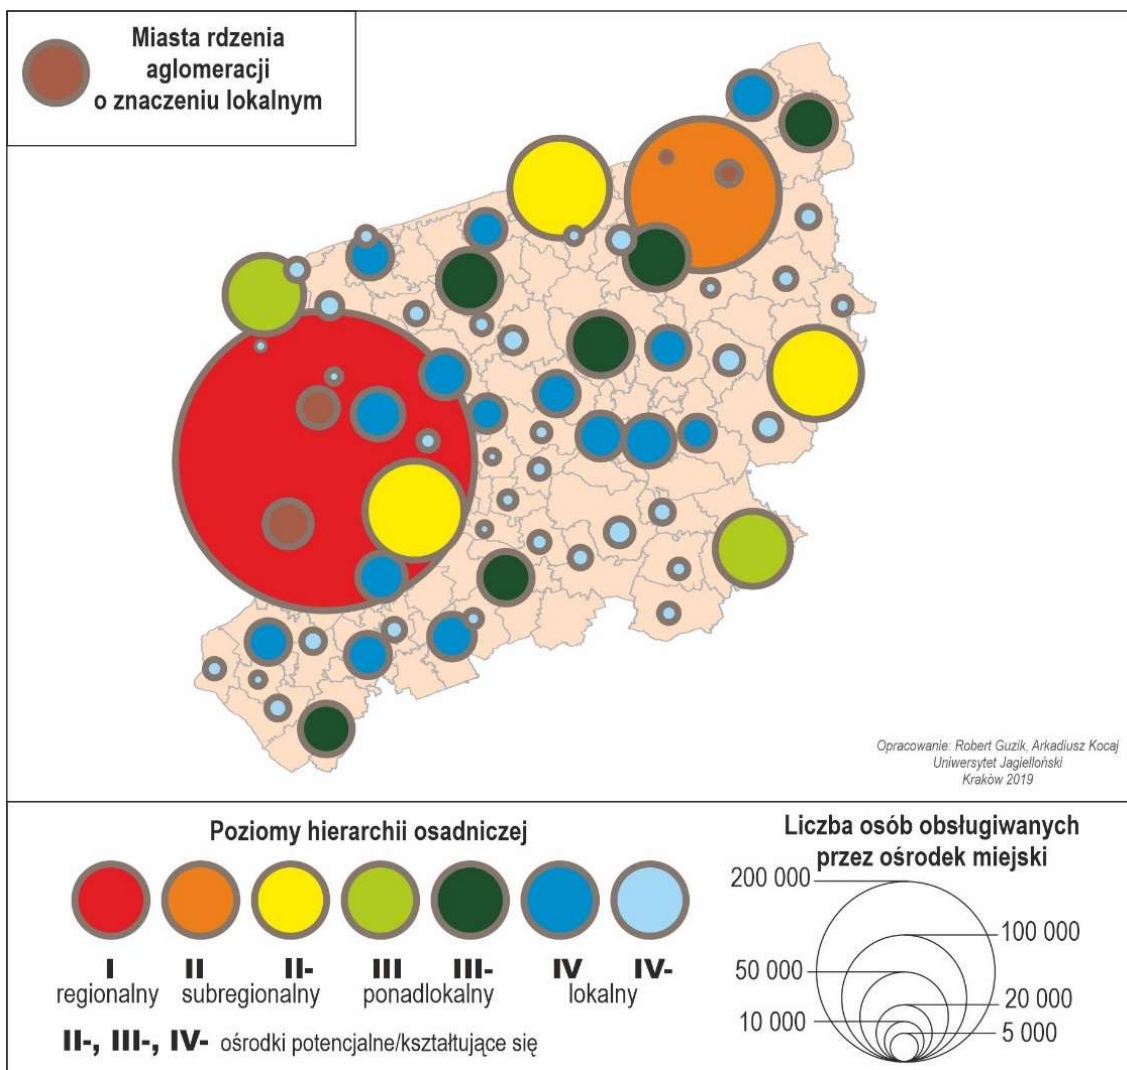 Miasta rdzenia
aglomeracji
o znaczeniu lokalnym
Opracowanie: Robert Guzik, Arkadiusz Kocaj
Uniwersytet Jagielloński
Kraków 2019
Poziomy hierarchii osadniczej
I II II- III III- IV IV-
regionalny subregionalny ponadlokalny lokalny
II-, III-, IV- ośrodki potencjalne/kształtujące się
Liczba osób obsługiwanych
przez ośrodek miejski
200 000
100 000
50 000
20 000
10 000
5 000